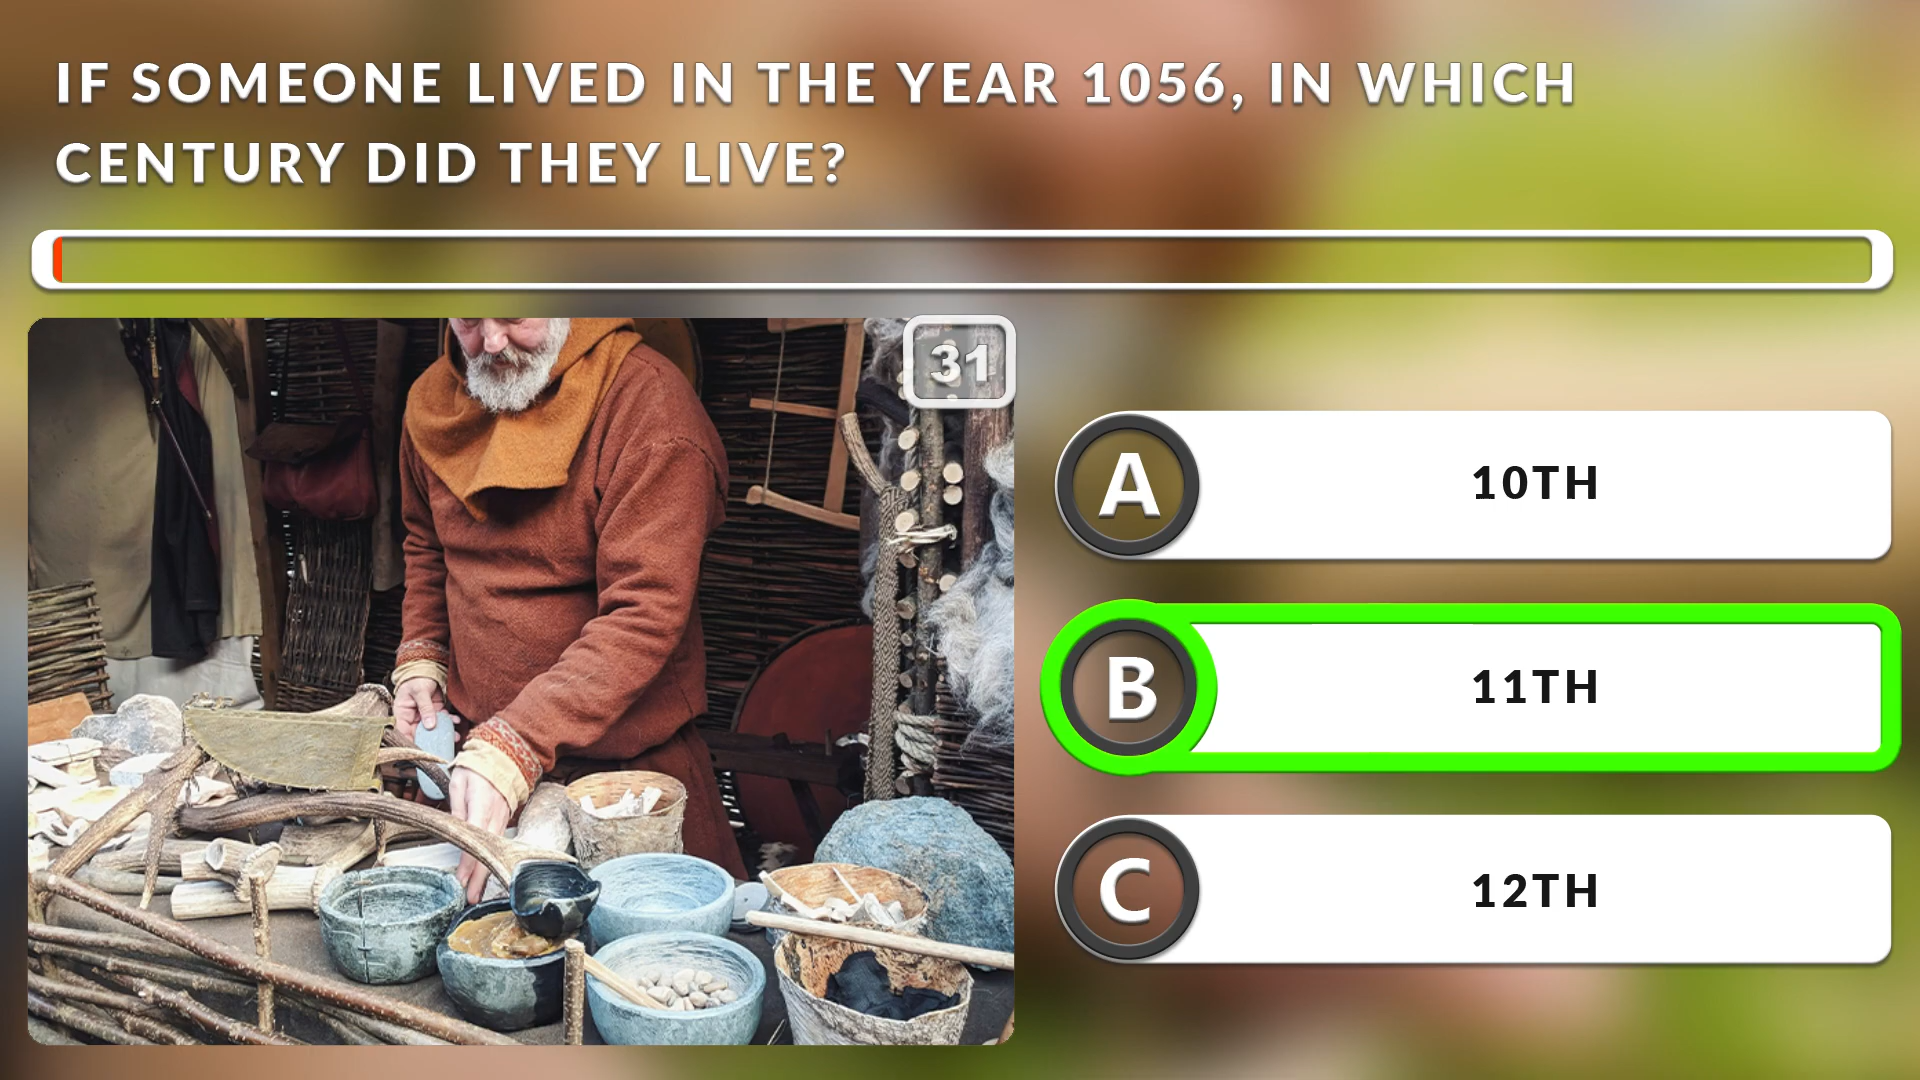 IF SOMEONE LIVED IN THE YEAR 1056, IN WHICH
CENTURY DID THEY LIVE?
31
A
10TH
B
11TH
C
12TH